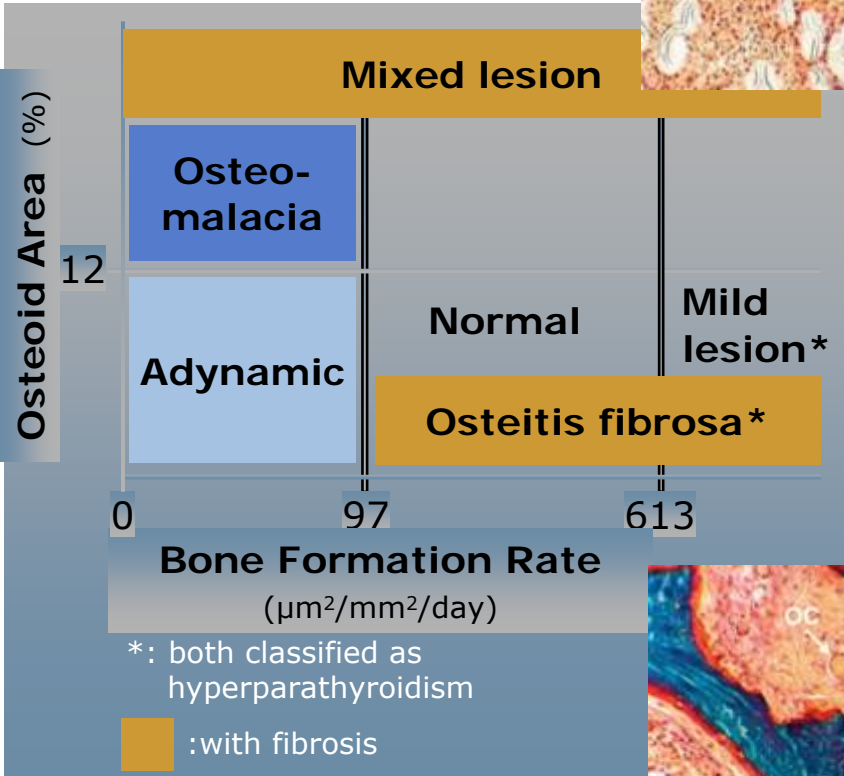 Mixed lesion
Osteoid Area (%)
Osteo-
malacia
12
Normal
Mild
lesion*
Adynamic
Osteitis fibrosa*
0
97
613
Bone Formation Rate
(µm²/mm²/day)
OC
*: both classified as
hyperparathyroidism
:with fibrosis